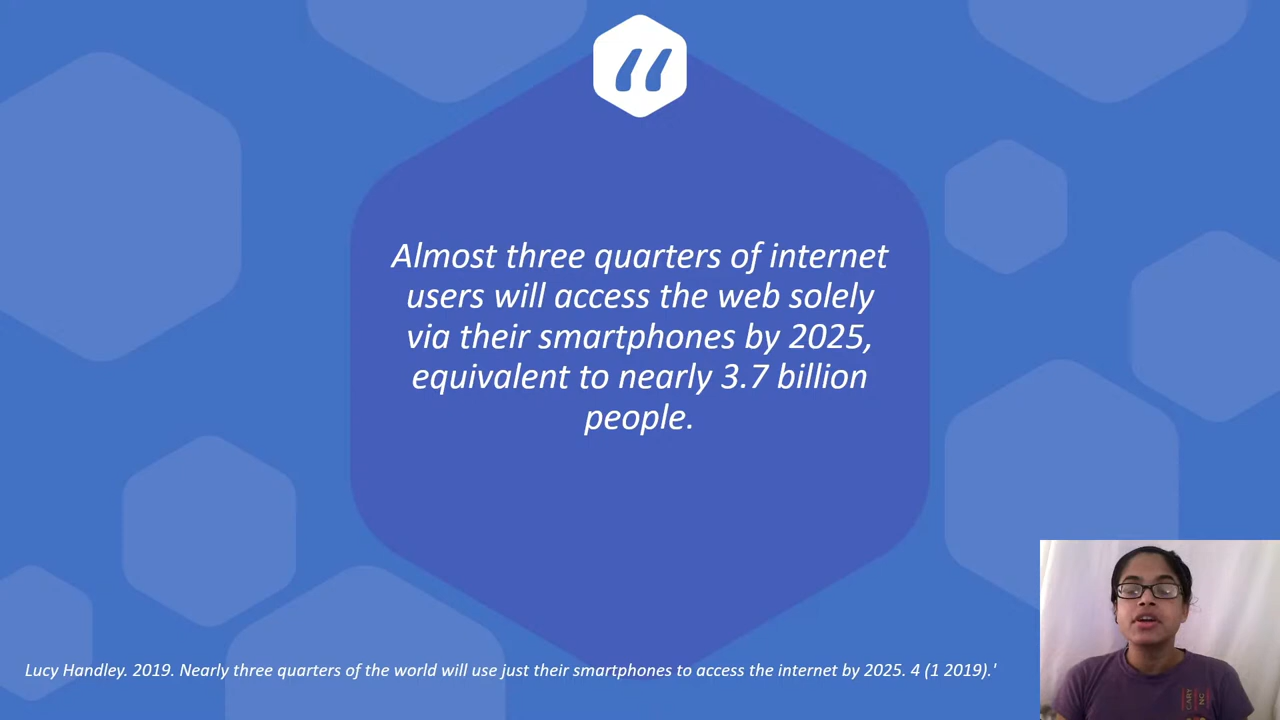 “
Almost three quarters of internet
users will access the web solely
via their smartphones by 2025,
equivalent to nearly 3.7 billion
people.
Lucy Handley. 2019. Nearly three quarters of the world will use just their smartphones to access the internet by 2025. 4 (1 2019).'
CARY
NC